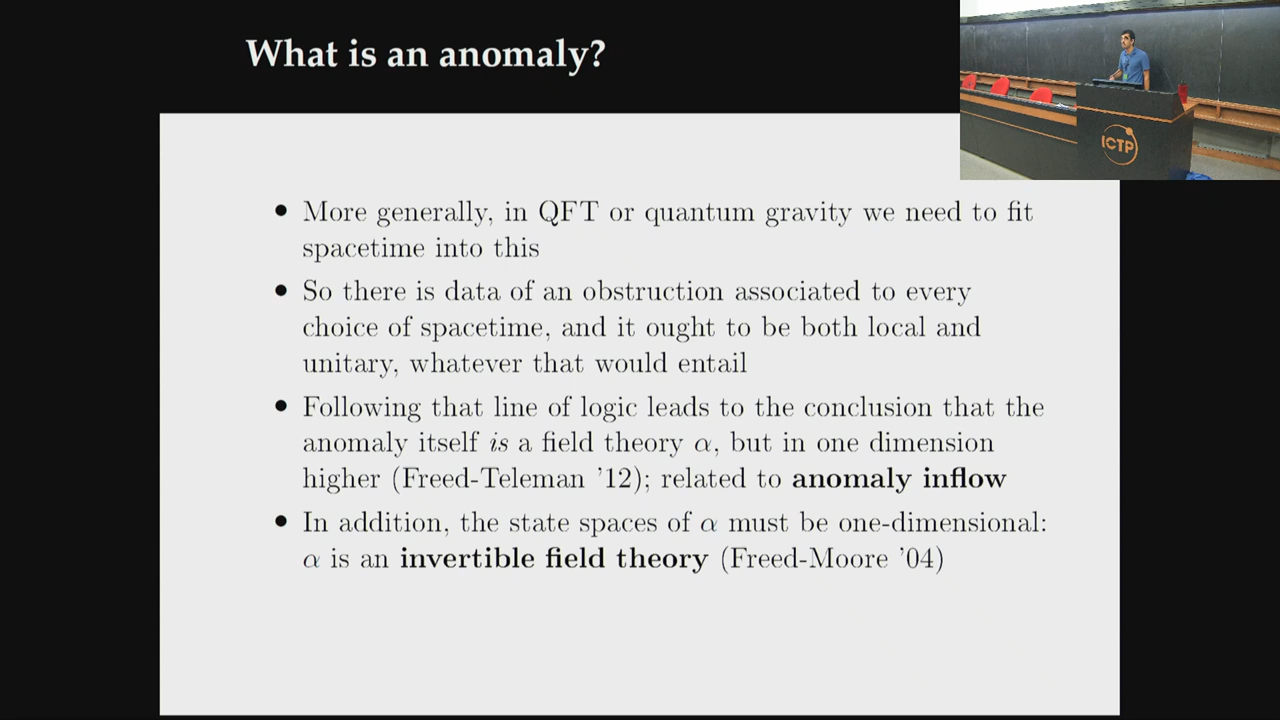 What is an anomaly?
ICTP
• More generally, in QFT or quantum gravity we need to fit
spacetime into this
• So there is data of an obstruction associated to every
choice of spacetime, and it ought to be both local and
unitary, whatever that would entail
• Following that line of logic leads to the conclusion that the
anomaly itself is a field theory α, but in one dimension
higher (Freed-Teleman ’12); related to anomaly inflow
• In addition, the state spaces of α must be one-dimensional:
α is an invertible field theory (Freed-Moore ’04)